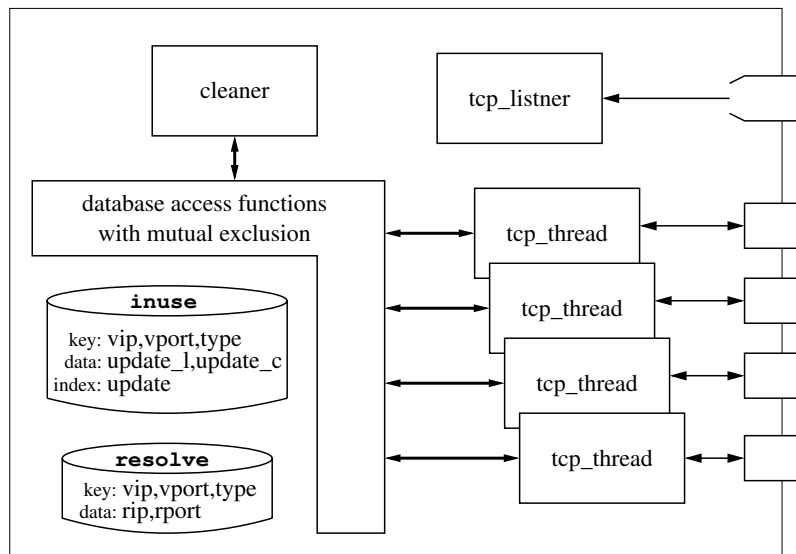 cleaner
tcp_listner
database access functions
with mutual exclusion
tcp_thread
tcp_thread
tcp_thread
tcp_thread
inuse
key: vip,vport,type
data: update_l,update_c
index: update
resolve
key: vip,vport,type
data: rip,rport